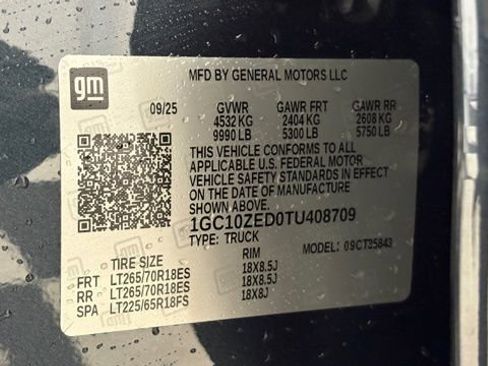 gm
MFD BY GENERAL MOTORS LLC
09/25 GVWR GAWR FRT GAWR RR
4532 KG 2404 KG 2608 KG
9990 LB 5300 LB 5750 LB
THIS VEHICLE CONFORMS TO ALL
APPLICABLE U.S. FEDERAL MOTOR
VEHICLE SAFETY STANDARDS IN EFFECT
ON THE DATE OF MANUFACTURE
SHOWN ABOVE.
1GC10ZED0TU408709
TYPE: TRUCK MODEL: 09CT35843
TIRE SIZE RIM
FRT LT265/70R18ES 18X8.5J
RR LT265/70R18ES 18X8.5J
SPA LT225/65R18FS 18X8J